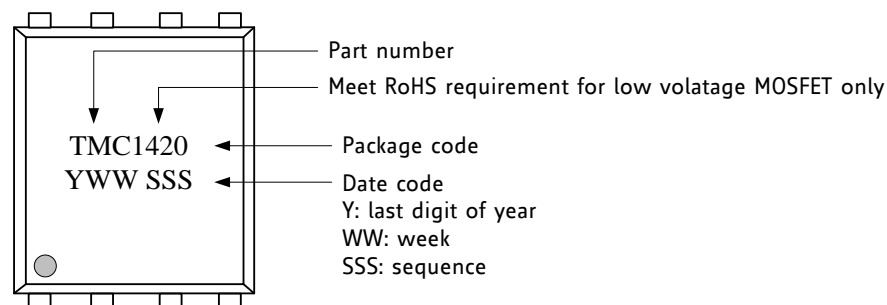 Part number
Meet RoHS requirement for low volatage MOSFET only
TMC1420
Package code
YWW SSS
Date code
Y: last digit of year
WW: week
SSS: sequence